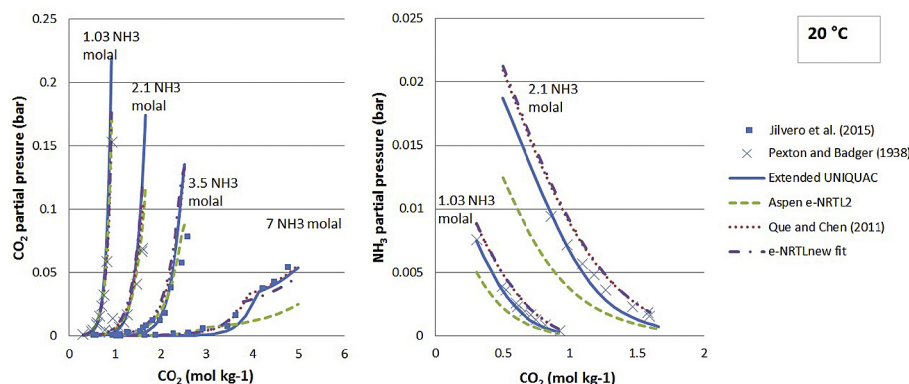 0.25
0.2
0.15
0.1
0.05
0
0
1
2
3
4
5
6
CO₂ partial pressure (bar)
CO₂ (mol kg-1)
1.03 NH3
molal
2.1 NH3
molal
3.5 NH3
molal
7 NH3 molal
0.025
0.02
0.015
0.01
0.005
0
0
0.5
1
1.5
2
NH₃ partial pressure (bar)
CO₂ (mol kg-1)
2.1 NH3
molal
1.03 NH3
molal
20 °C
Jilvero et al. (2015)
Pexton and Badger (1938)
Extended UNIQUAC
Aspen e-NRTL2
Que and Chen (2011)
e-NRTLnew fit